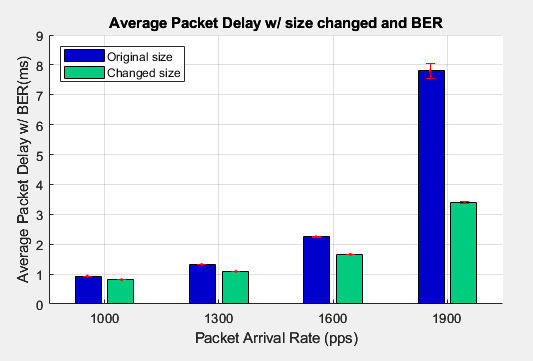 Average Packet Delay w/ size changed and BER
Original size
Changed size
Average Packet Delay w/ BER(ms)
9
8
7
6
5
4
3
2
1
0
1000 1300 1600 1900
Packet Arrival Rate (pps)